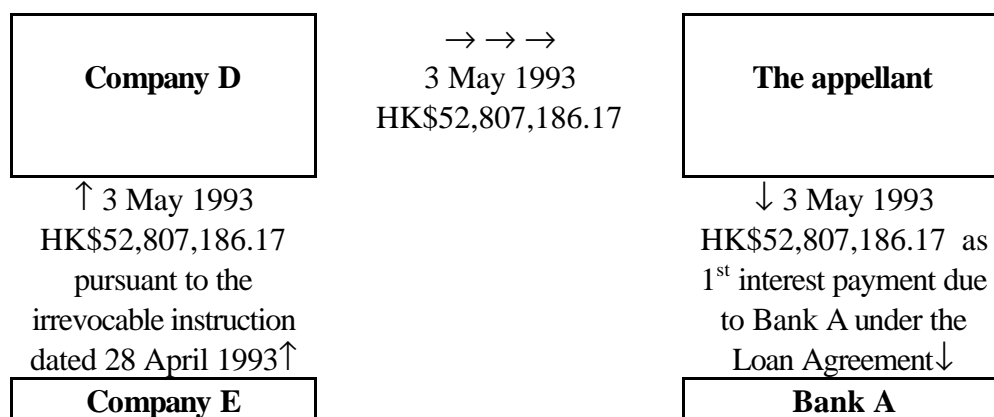 → → →
Company D
3 May 1993
The appellant
HK$52,807,186.17
↑ 3 May 1993
HK$52,807,186.17
pursuant to the
irrevocable instruction
dated 28 April 1993↑
Company E
↓ 3 May 1993
HK$52,807,186.17 as
1st interest payment due
to Bank A under the
Loan Agreement↓
Bank A